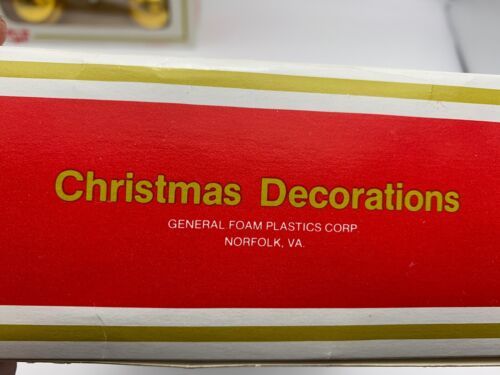 Christmas Decorations
GENERAL FOAM PLASTICS CORP.
NORFOLK, VA.